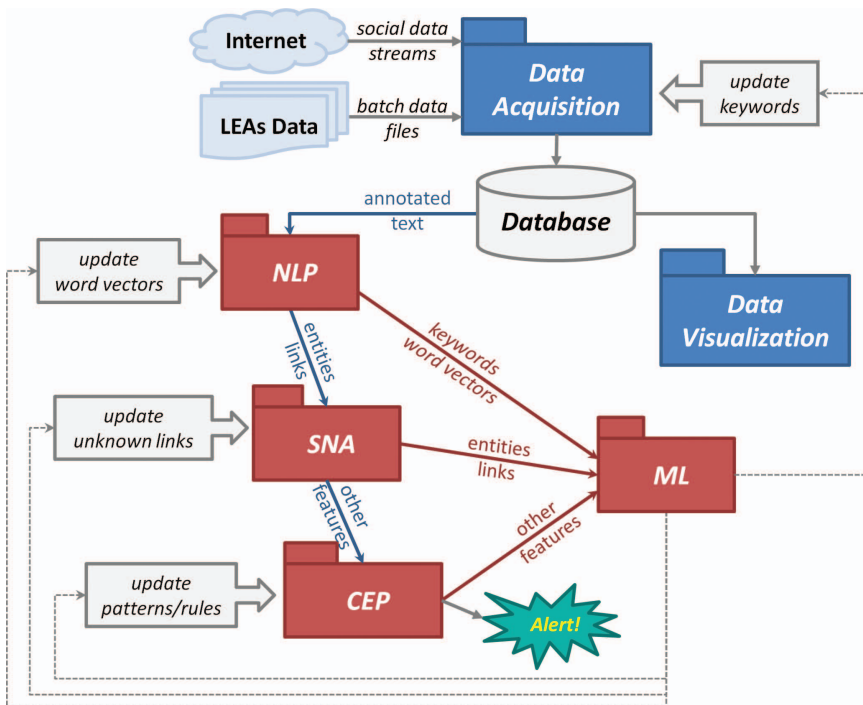 Internet
social data
streams
Data
Acquisition
update
keywords
LEAs Data
batch data
files
annotated
text
Database
update
word vectors
NLP
Data
Visualization
entities
links
keywords
word vectors
update
unknown links
SNA
entities
links
ML
other
features
other
features
update
patterns/rules
CEP
Alert!